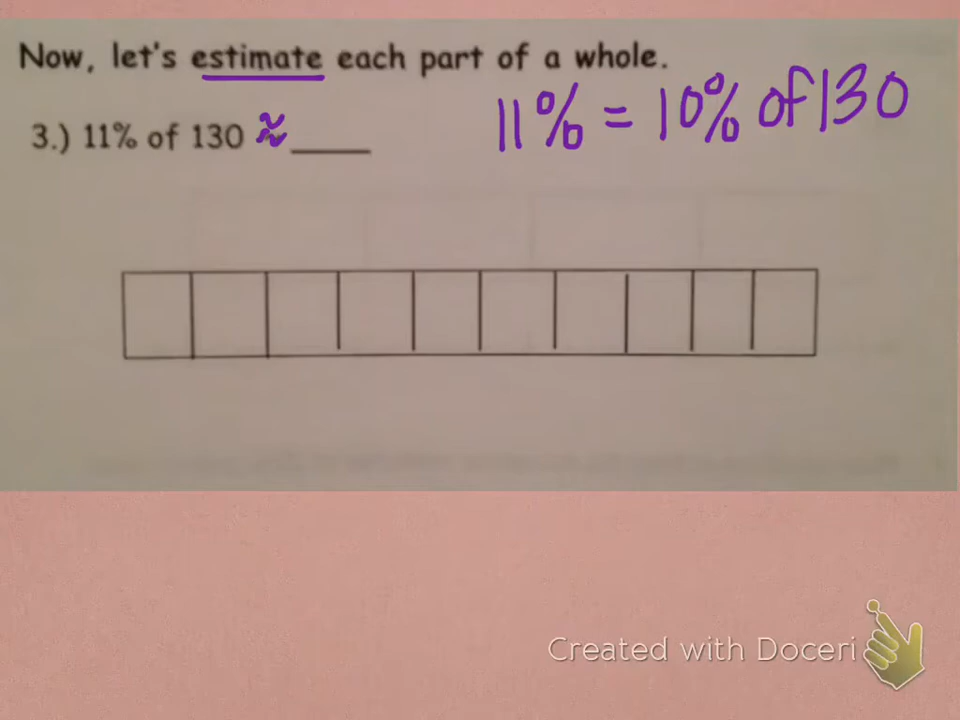 Now, let's estimate each part of a whole.
11% = 10% of 130
3.) 11% of 130 ≈ ____
Created with Doceri